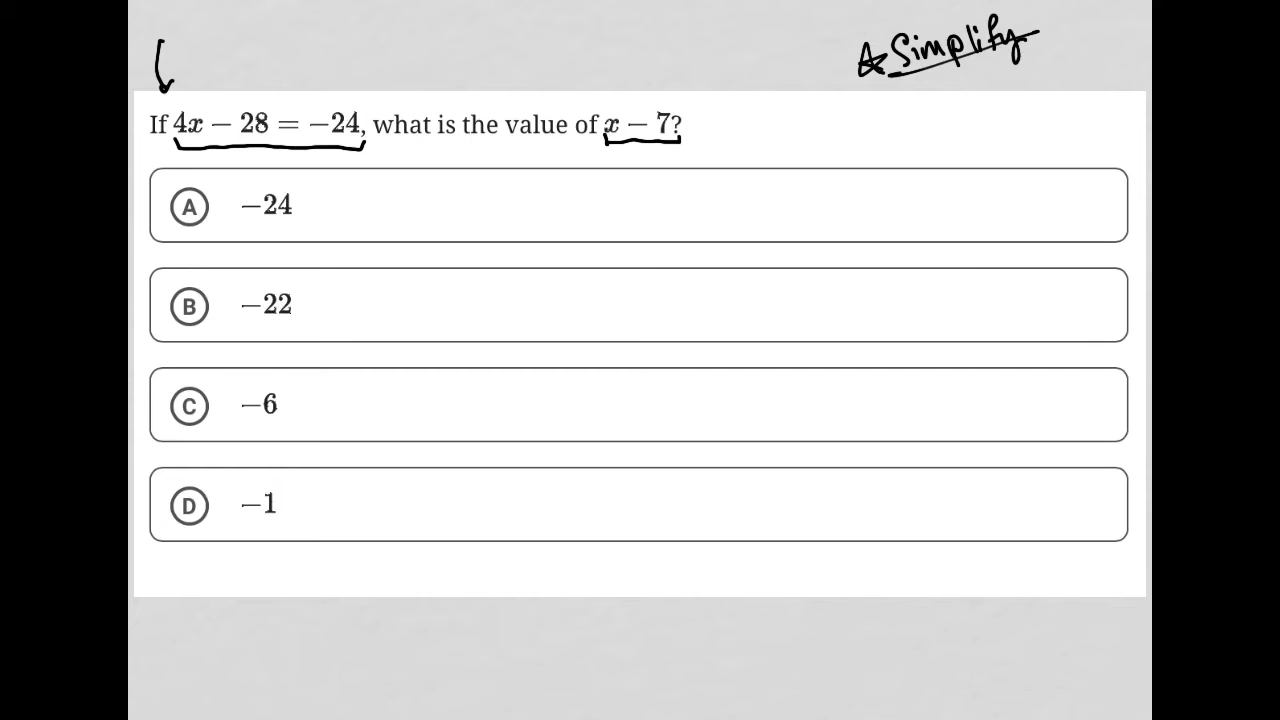 ☆ Simplify
If 4x − 28 = −24, what is the value of x − 7?
A −24
B −22
C −6
D −1